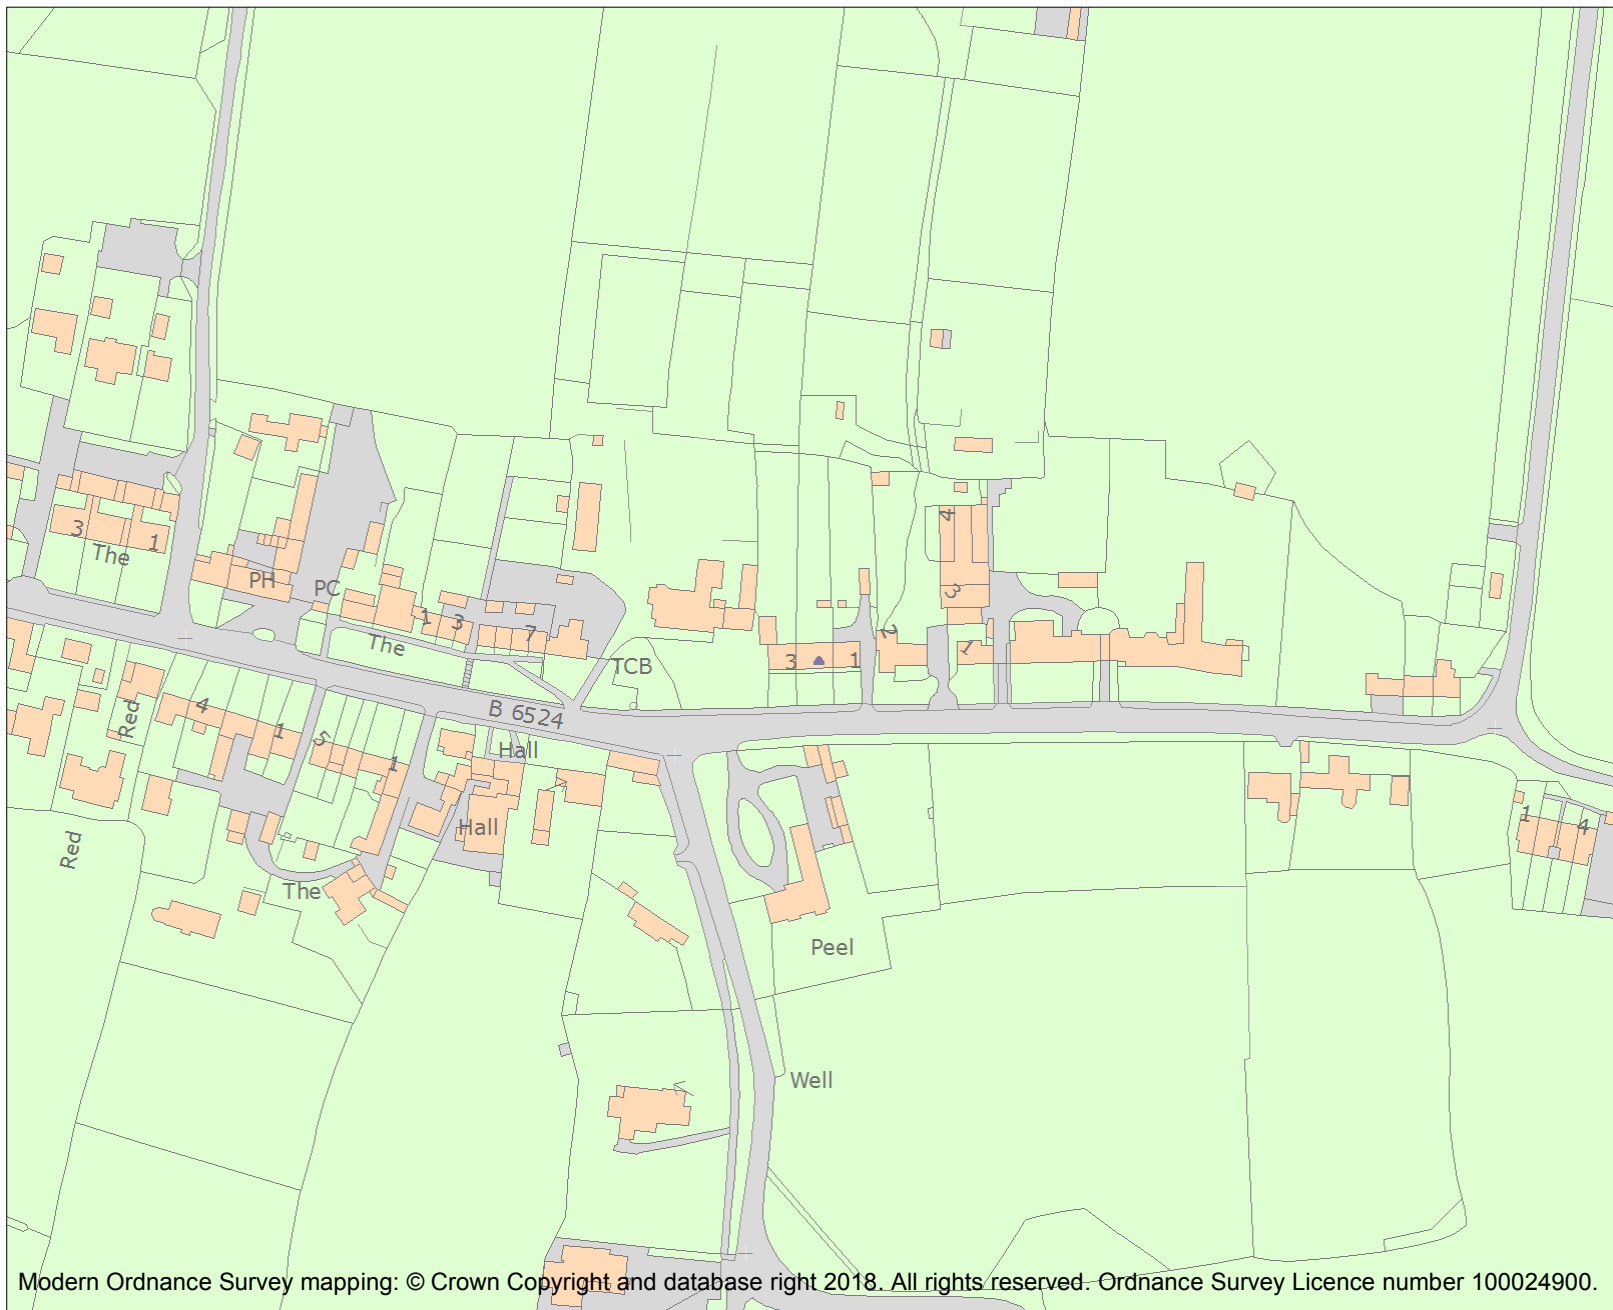 3
The
1
PH
PC
1
3
7
The
TCB
3
1
2
4
3
1
B 6524
Red
4
1
5
1
Hall
Hall
Red
The
Peel
Well
1
4
Modern Ordnance Survey mapping: © Crown Copyright and database right 2018. All rights reserved. Ordnance Survey Licence number 100024900.